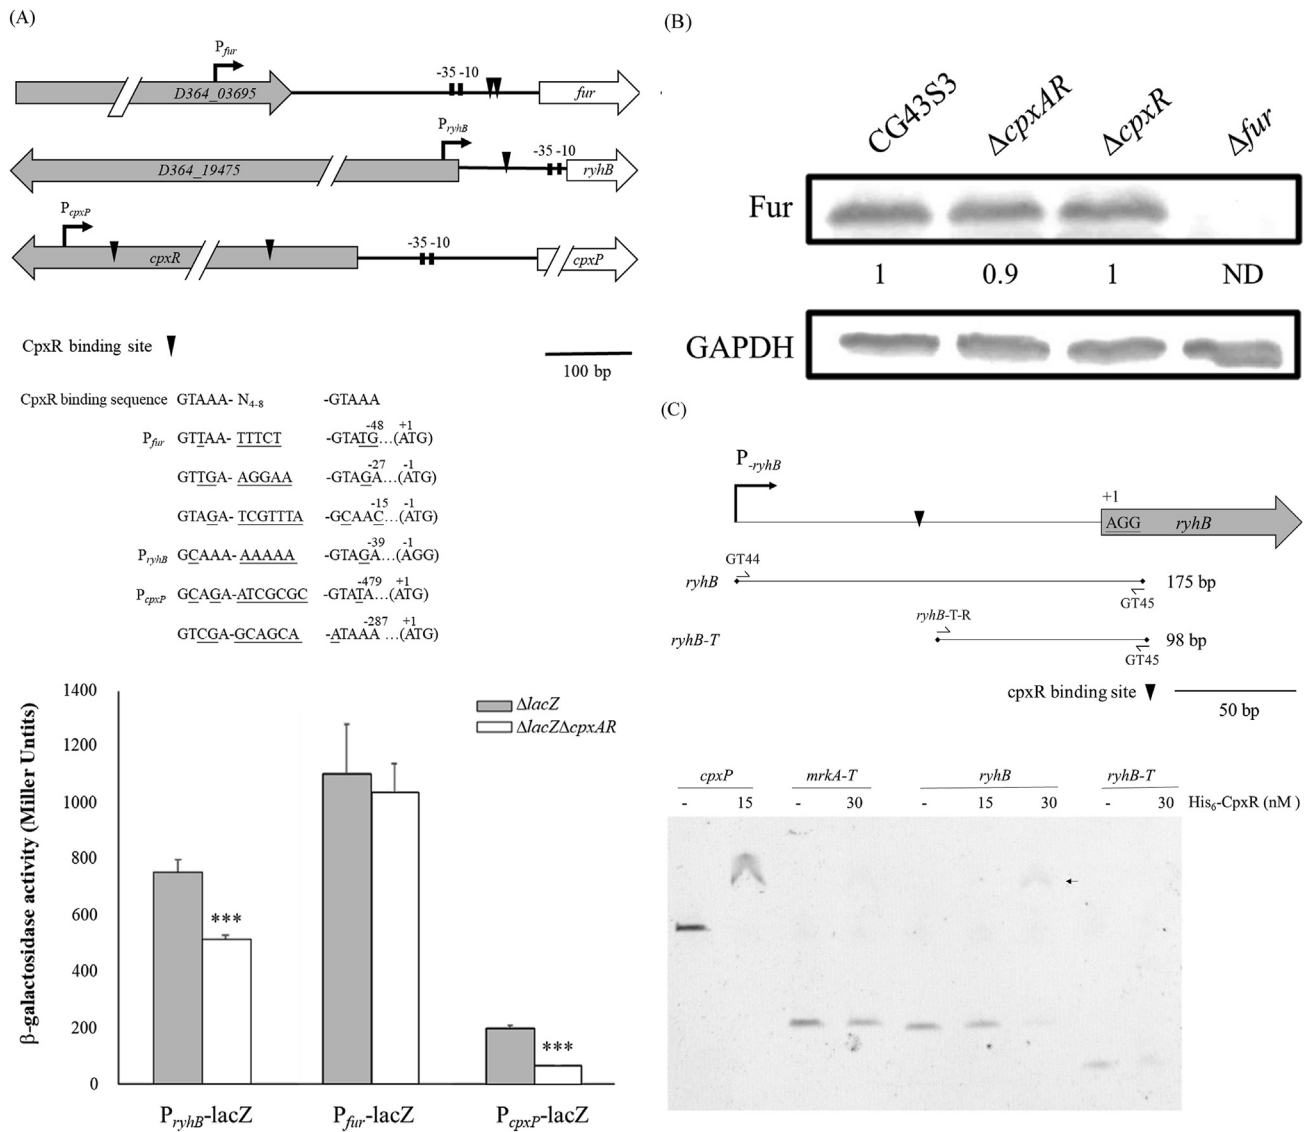 (A)
P fur
-35 -10
D364_03695
fur
P ryhB
-35 -10
D364_19475
ryhB
P cpxP
-35 -10
cpxR
cpxP
CpxR binding site
100 bp
CpxR binding sequence GTAAA- N4-8 -GTAAA
-48 +1
Pfur GTTAA- TTTCT -GTATG...(ATG)
-27 -1
GTTGA- AGGAA -GTAGA...(ATG)
-15 -1
GTAGA- TCGTTTA -GCAAC...(ATG)
-39 -1
PryhB GCAAA- AAAAA -GTAGA...(AGG)
-479 +1
PcpxP GCAGA- ATCGCGC -GTATA...(ATG)
-287 +1
GTCGA- GCAGCA -ATAAA ...(ATG)
β-galactosidase activity (Miller Untits)
1400
1200
1000
800
600
400
200
0
ΔlacZ
ΔlacZΔcpxAR
***
***
PryhB-lacZ Pfur-lacZ PcpxP-lacZ
(B)
CG43S3 ΔcpxAR ΔcpxR Δfur
Fur
1 0.9 1 ND
GAPDH
(C)
P-ryhB
+1
AGG ryhB
GT44
ryhB 175 bp
GT45
ryhB-T-R
ryhB-T 98 bp
GT45
cpxR binding site
50 bp
cpxP mrkA-T ryhB ryhB-T
- 15 - 30 - 15 30 - 30 His6-CpxR (nM )